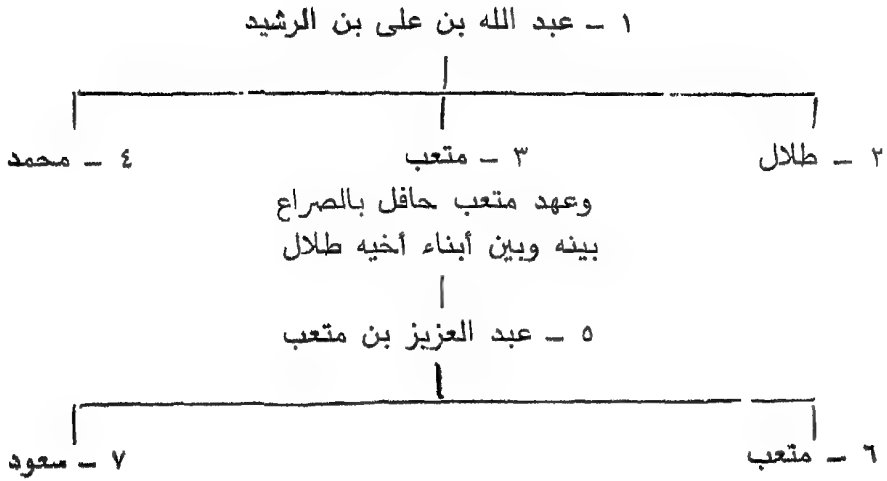 ١ – عبد الله بن على بن الرشيد
٢ – طلال
٣ – متعب
٤ – محمد
وعهد متعب حافل بالصراع
بينه وبين أبناء أخيه طلال
٥ – عبد العزيز بن متعب
٦ – متعب
٧ – سعود